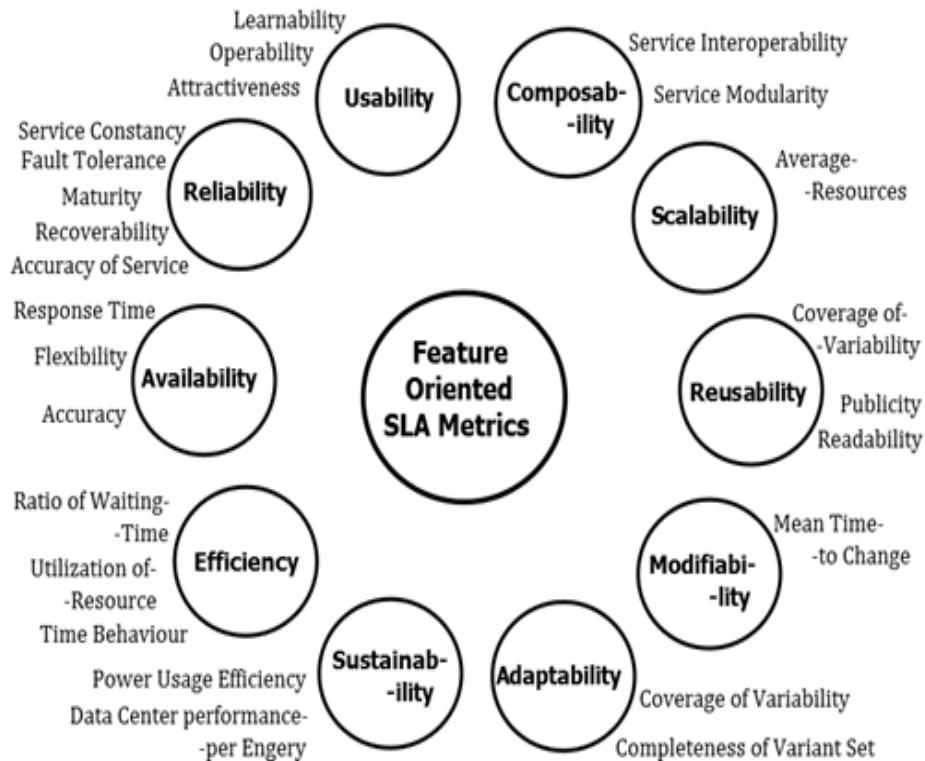 Learnability
Operability
Attractiveness
Usability
Composab-
-ility
Service Interoperability
Service Modularity
Service Constancy
Fault Tolerance
Maturity
Recoverability
Accuracy of Service
Reliability
Scalability
Average-
-Resources
Response Time
Flexibility
Accuracy
Availability
Feature
Oriented
SLA Metrics
Reusability
Coverage of-
-Variability
Publicity
Readability
Ratio of Waiting-
-Time
Utilization of-
-Resource
Time Behaviour
Efficiency
Modifiabi-
-lity
Mean Time-
-to Change
Power Usage Efficiency
Data Center performance-
-per Engery
Sustainab-
-ility
Adaptability
Coverage of Variability
Completeness of Variant Set